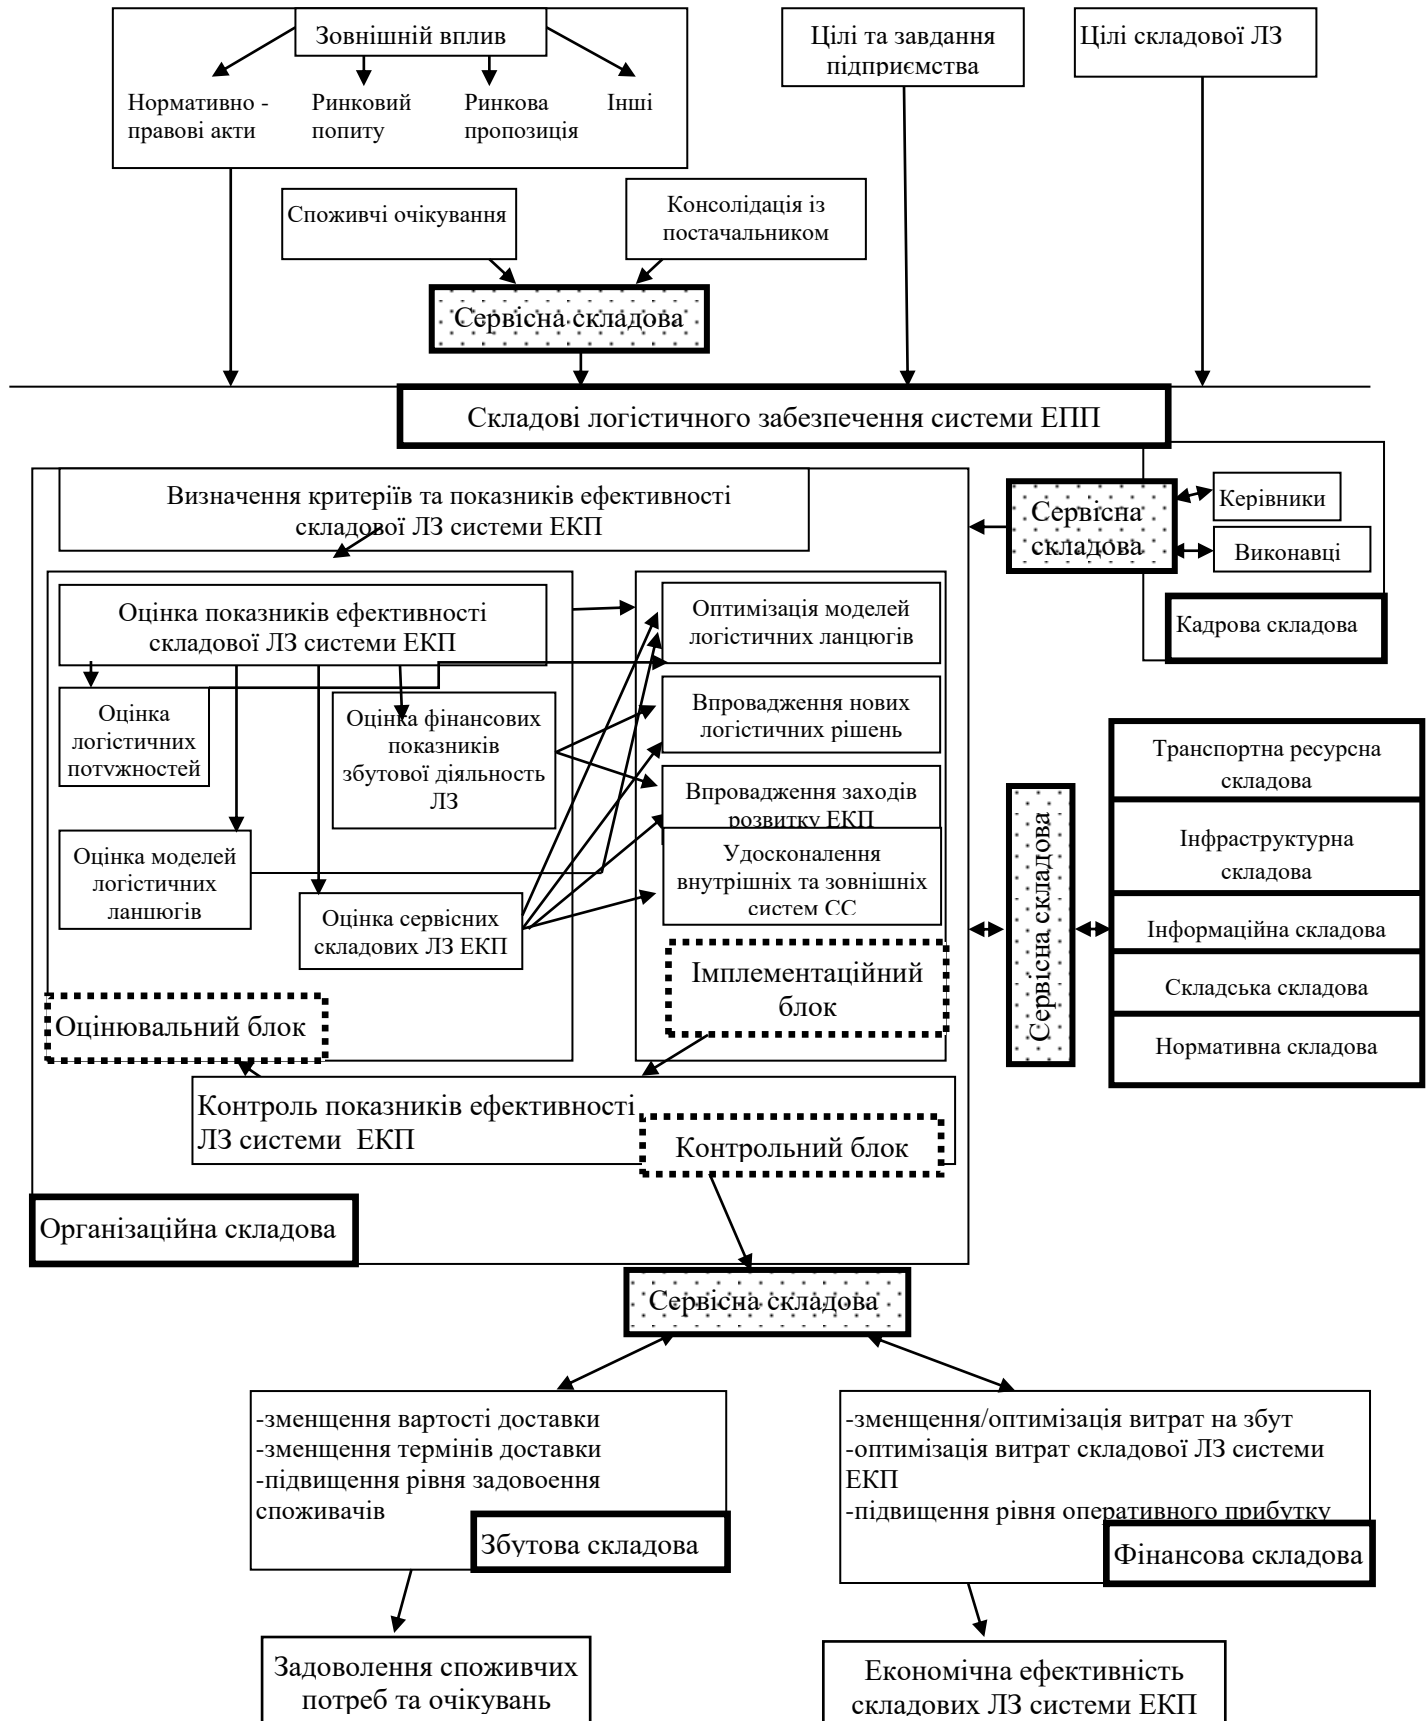 Зовнішній вплив
Нормативно -
правові акти
Ринковий
попиту
Ринкова
пропозиція
Інші
Цілі та завдання
підприємства
Цілі складової ЛЗ
Споживчі очікування
Консолідація із
постачальником
Сервісна складова
Складові логістичного забезпечення системи ЕПП
Визначення критеріїв та показників ефективності
складової ЛЗ системи ЕКП
Сервісна
складова
Керівники
Виконавці
Кадрова складова
Оцінка показників ефективності
складової ЛЗ системи ЕКП
Оцінка
логістичних
потужностей
Оцінка фінансових
показників
збутової діяльность
ЛЗ
Оцінка моделей
логістичних
ланцюгів
Оцінка сервісних
складових ЛЗ ЕКП
Оцінювальний блок
Оптимізація моделей
логістичних ланцюгів
Впровадження нових
логістичних рішень
Впровадження заходів
розвитку ЕКП
Удосконалення
внутрішніх та зовнішніх
систем СС
Імплементаційний
блок
Сервісна складова
Транспортна ресурсна
складова
Інфраструктурна
складова
Інформаційна складова
Складська складова
Нормативна складова
Контроль показників ефективності
ЛЗ системи  ЕКП
Контрольний блок
Організаційна складова
Сервісна складова
-зменщення вартості доставки
-зменщення термінів доставки
-підвищення рівня задовоення
споживачів
Збутова складова
-зменщення/оптимізація витрат на збут
-оптимізація витрат складової ЛЗ системи
ЕКП
-підвищення рівня оперативного прибутку
Фінансова складова
Задоволення споживчих
потреб та очікувань
Економічна ефективність
складових ЛЗ системи ЕКП